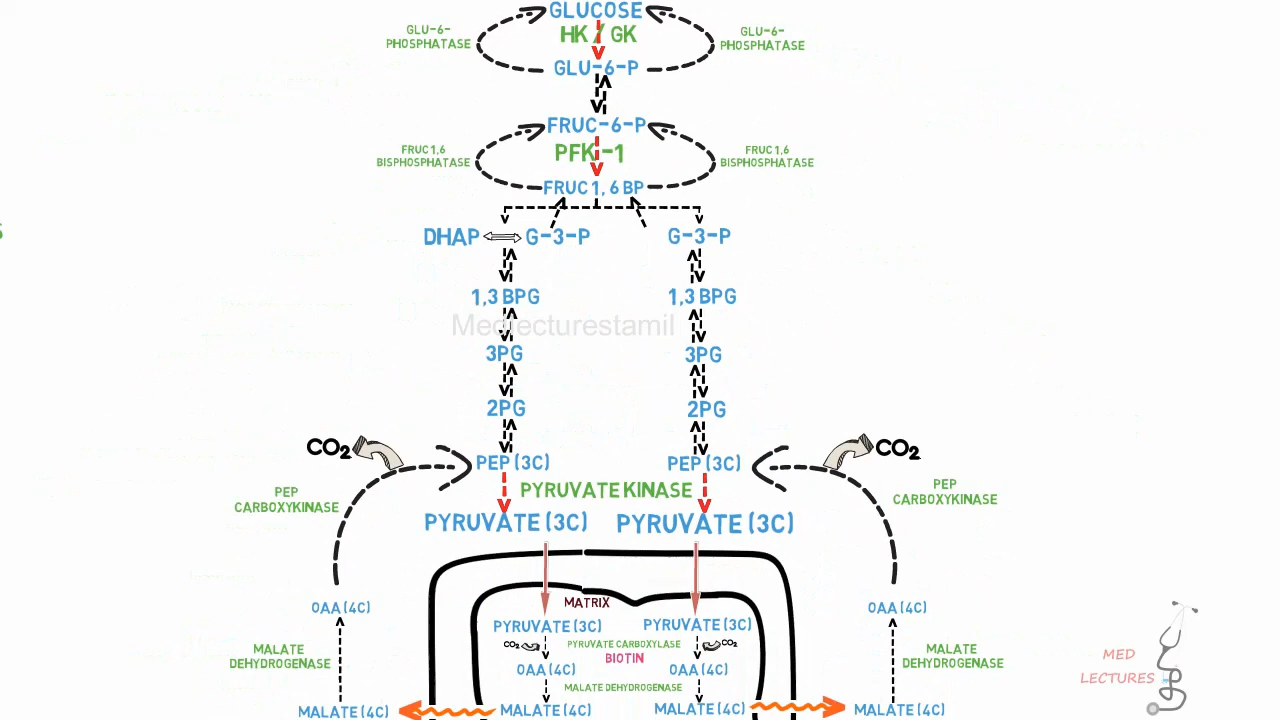 GLUCOSE
GLU-6-
PHOSPHATASE
HK / GK
GLU-6-
PHOSPHATASE
GLU-6-P
FRUC-6-P
FRUC 1,6
BISPHOSPHATASE
PFK-1
FRUC 1,6
BISPHOSPHATASE
FRUC 1, 6 BP
DHAP
G-3-P
G-3-P
1,3 BPG
1,3 BPG
Medlecturestamil
3PG
3PG
2PG
2PG
CO2
CO2
PEP (3C)
PEP (3C)
PEP
CARBOXYKINASE
PYRUVATE KINASE
PEP
CARBOXYKINASE
PYRUVATE (3C)
PYRUVATE (3C)
OAA (4C)
MATRIX
OAA (4C)
PYRUVATE (3C)
PYRUVATE (3C)
CO2
PYRUVATE CARBOXYLASE
CO2
BIOTIN
MALATE
DEHYDROGENASE
OAA (4C)
OAA (4C)
MALATE
DEHYDROGENASE
MALATE DEHYDROGENASE
MALATE (4C)
MALATE (4C)
MALATE (4C)
MALATE (4C)
MED
LECTURES